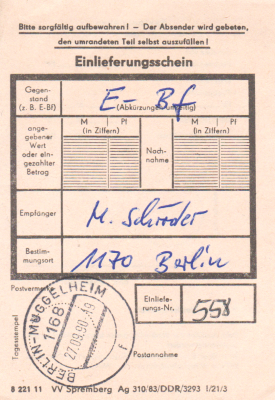 Bitte sorgfältig aufbewahren! – Der Absender wird gebeten,
den umrandeten Teil selbst auszufüllen!
Einlieferungsschein
Gegen-
stand
(z. B. E-Bf)
E- Bf
(Abkürzungen zulässig)
ange-
gebener
Wert
oder ein-
gezahlter
Betrag
M Pf
(in Ziffern)
Nach-
nahme
M Pf
(in Ziffern)
Empfänger
M. Schröder
Bestim-
mungsort
1170 Berlin
Postvermerke
BERLIN-MÜGGELHEIM
1168
27.09.90
f
Tagesstempel
Einliefe-
rungs-Nr.
558
Postannahme
8 221 11 VV Spremberg Ag 310/83/DDR/3293 I/21/3